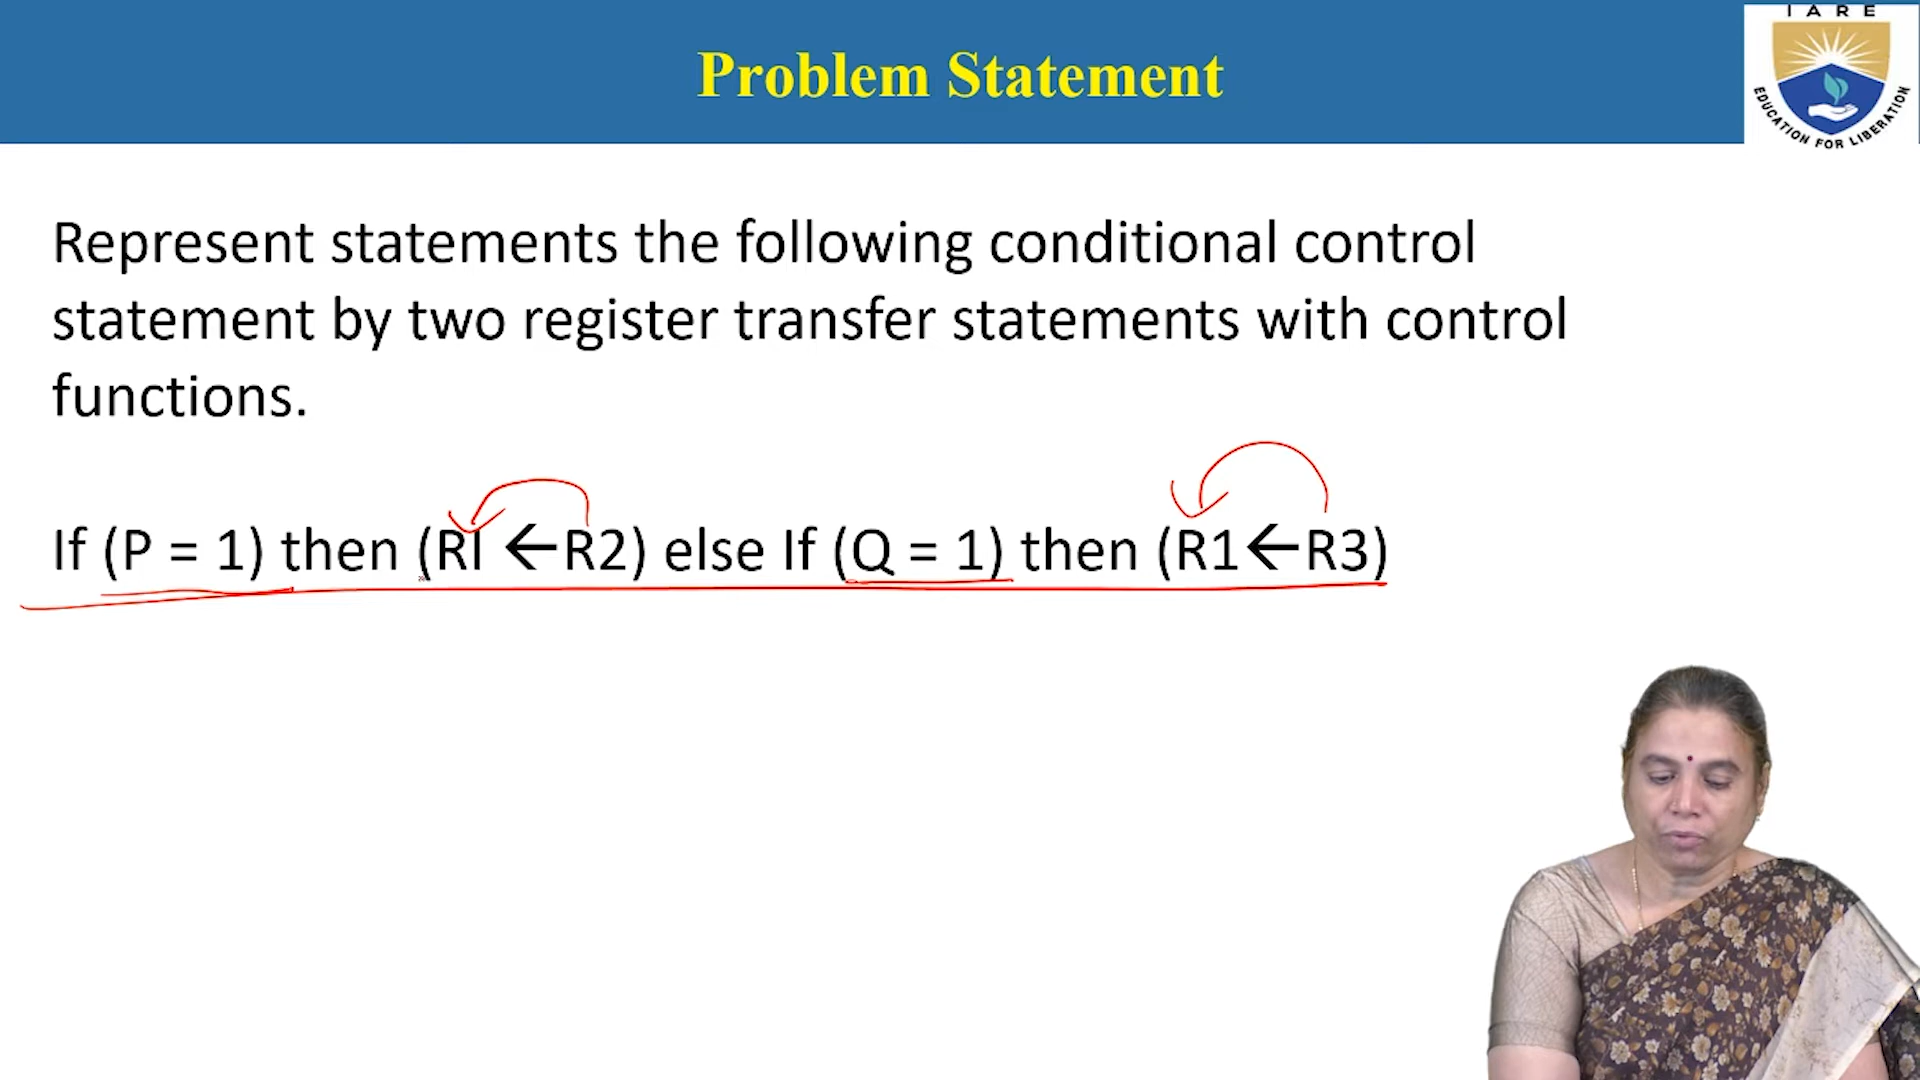 IARE
EDUCATION FOR LIBERATION
Problem Statement
Represent statements the following conditional control
statement by two register transfer statements with control
functions.
If (P = 1) then (RI ←R2) else If (Q = 1) then (R1←R3)